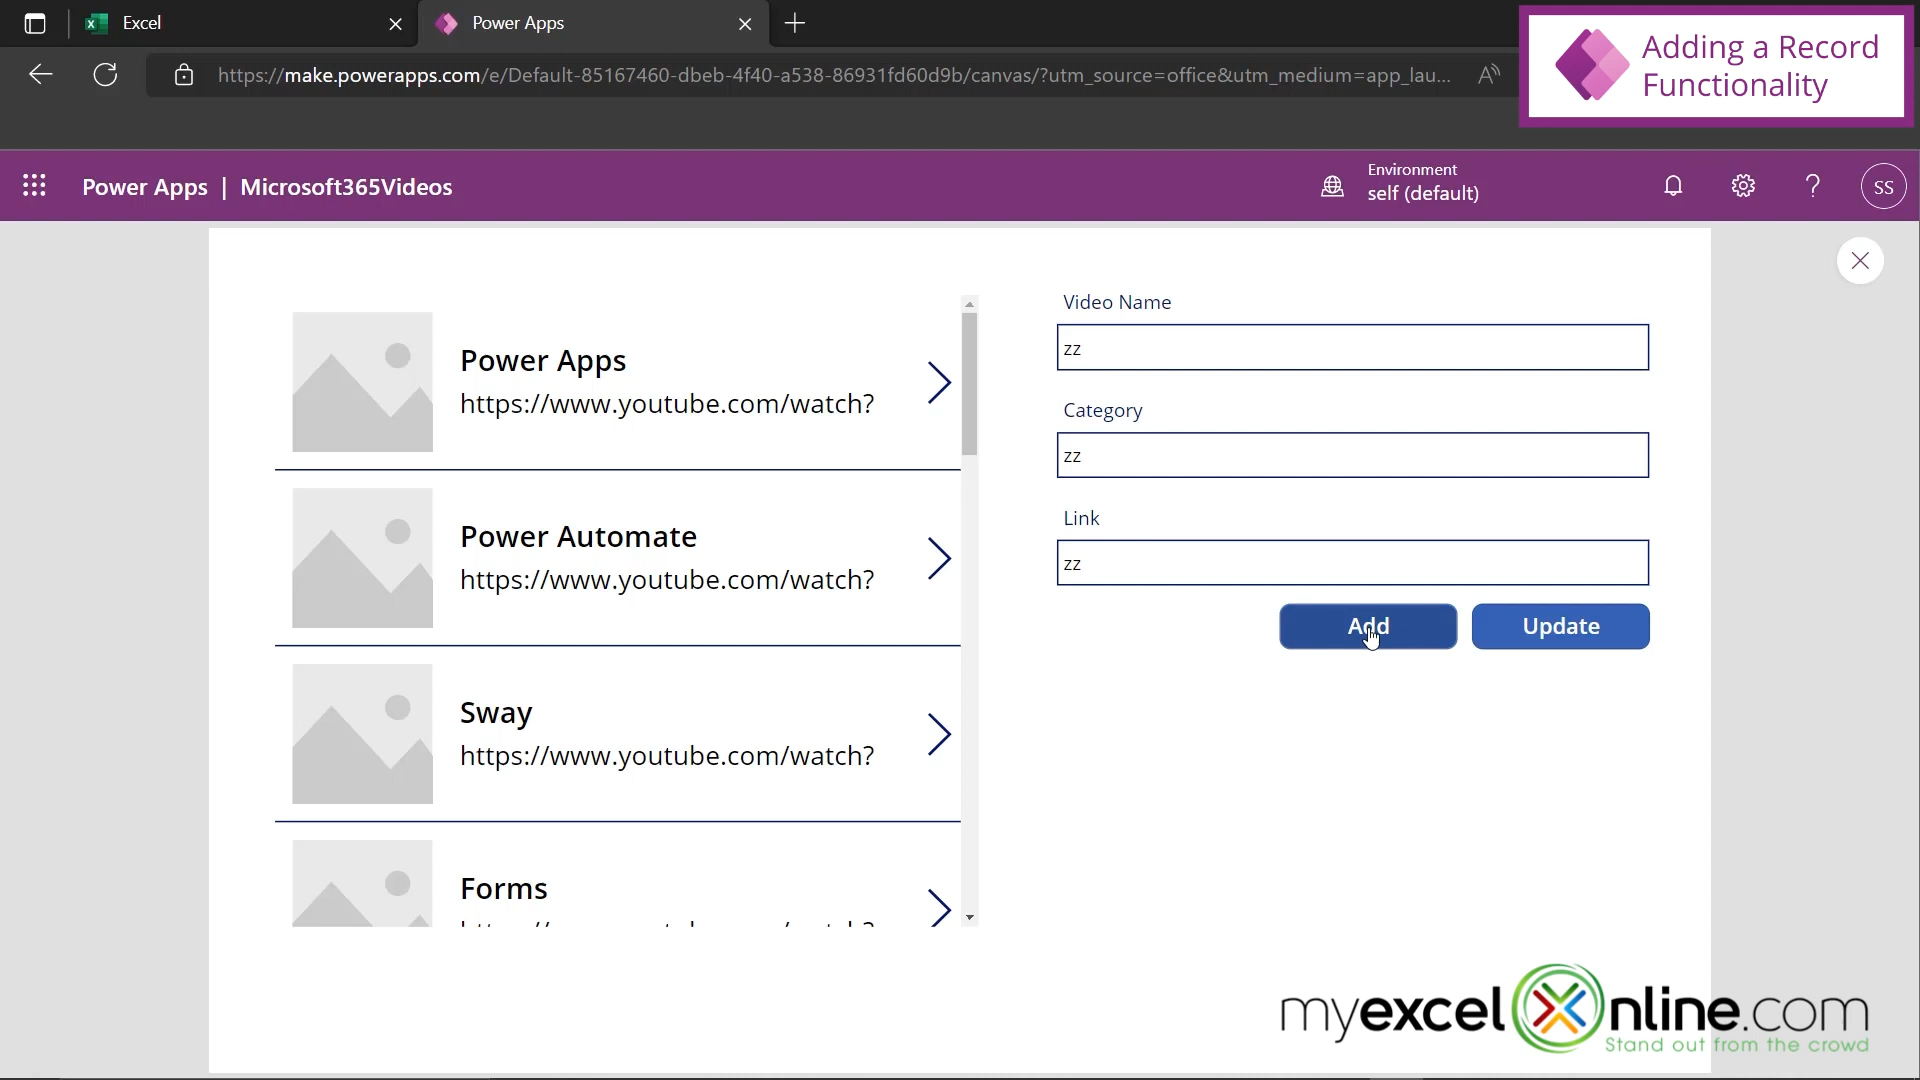 Excel
Power Apps
Adding a Record
Functionality
https://make.powerapps.com/e/Default-85167460-dbeb-4f40-a538-86931fd60d9b/canvas/?utm_source=office&utm_medium=app_lau...
Power Apps | Microsoft365Videos
Environment
self (default)
?
SS
Power Apps
https://www.youtube.com/watch?
Power Automate
https://www.youtube.com/watch?
Sway
https://www.youtube.com/watch?
Forms
Video Name
zz
Category
zz
Link
zz
Add
Update
myexcelOnline.com
Stand out from the crowd